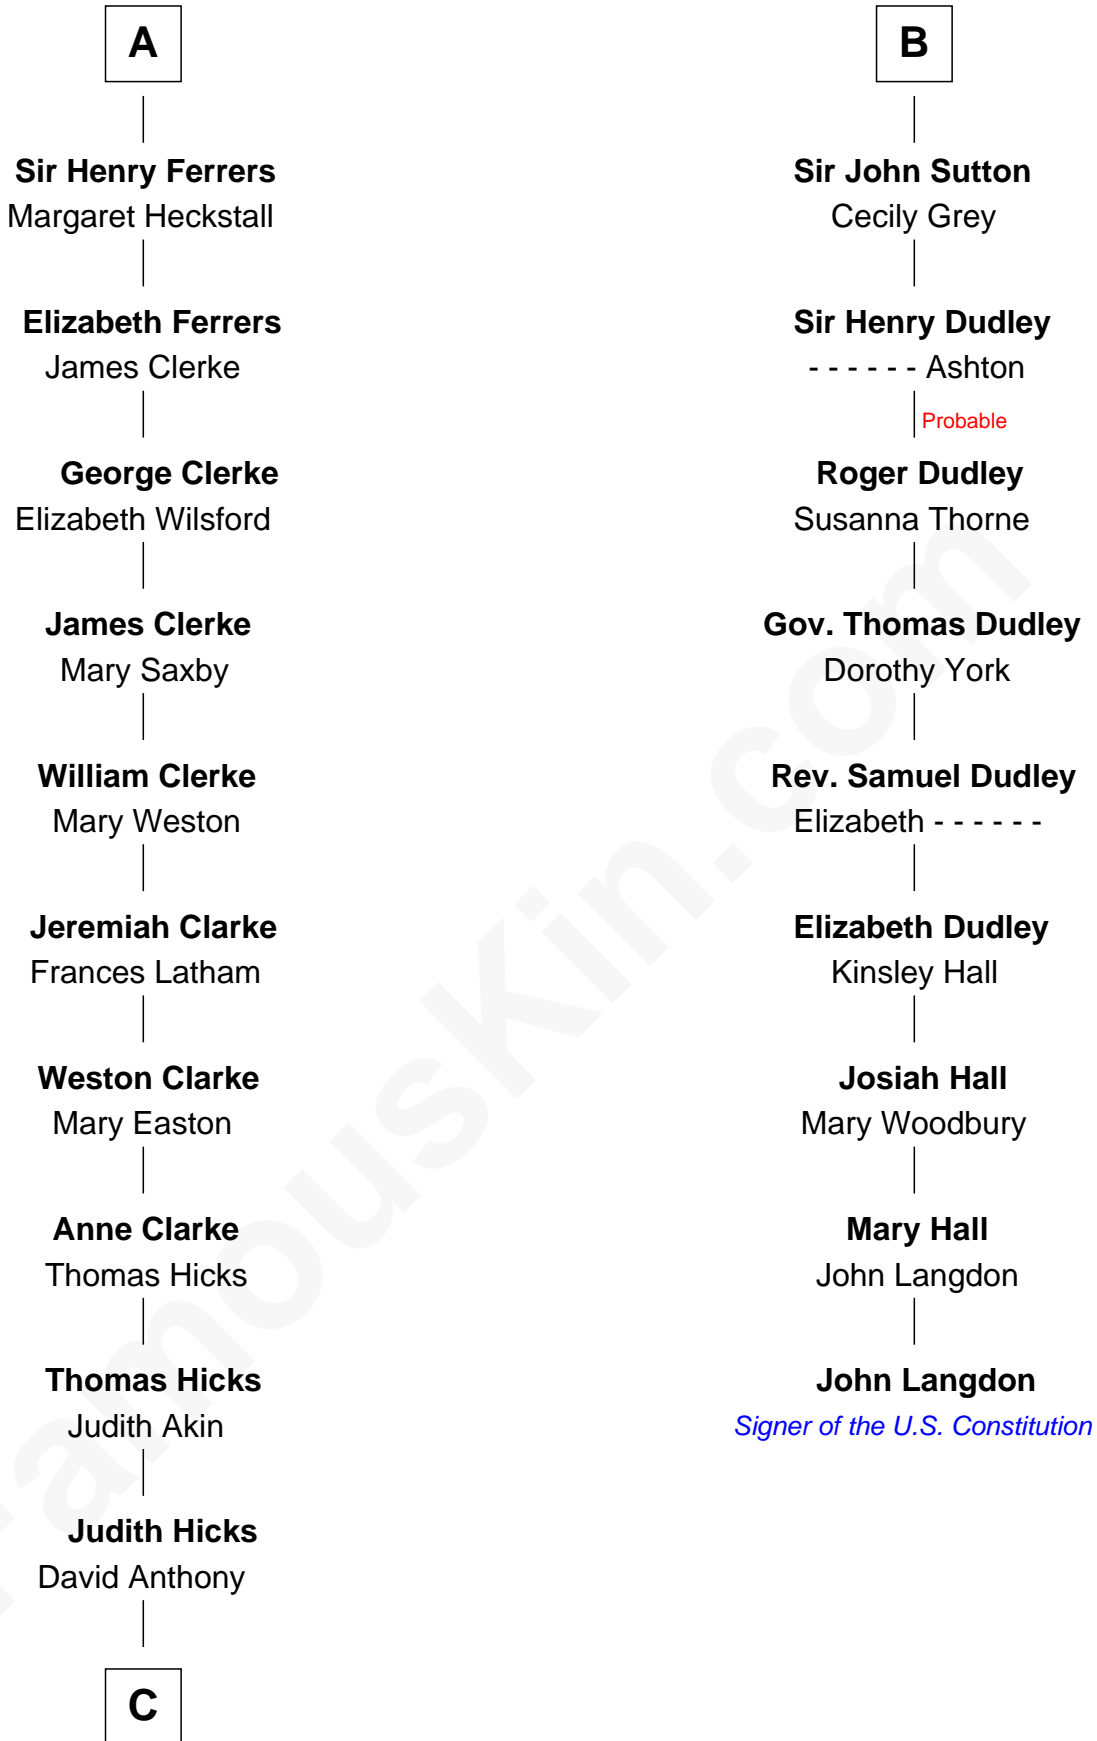 A
Sir Henry Ferrers
Margaret Heckstall
Elizabeth Ferrers
James Clerke
George Clerke
Elizabeth Wilsford
James Clerke
Mary Saxby
William Clerke
Mary Weston
Jeremiah Clarke
Frances Latham
Weston Clarke
Mary Easton
Anne Clarke
Thomas Hicks
Thomas Hicks
Judith Akin
Judith Hicks
David Anthony
C
B
Sir John Sutton
Cecily Grey
Sir Henry Dudley
- - - - - - Ashton
Probable
Roger Dudley
Susanna Thorne
Gov. Thomas Dudley
Dorothy York
Rev. Samuel Dudley
Elizabeth - - - - - -
Elizabeth Dudley
Kinsley Hall
Josiah Hall
Mary Woodbury
Mary Hall
John Langdon
John Langdon
Signer of the U.S. Constitution
FamousKin.com